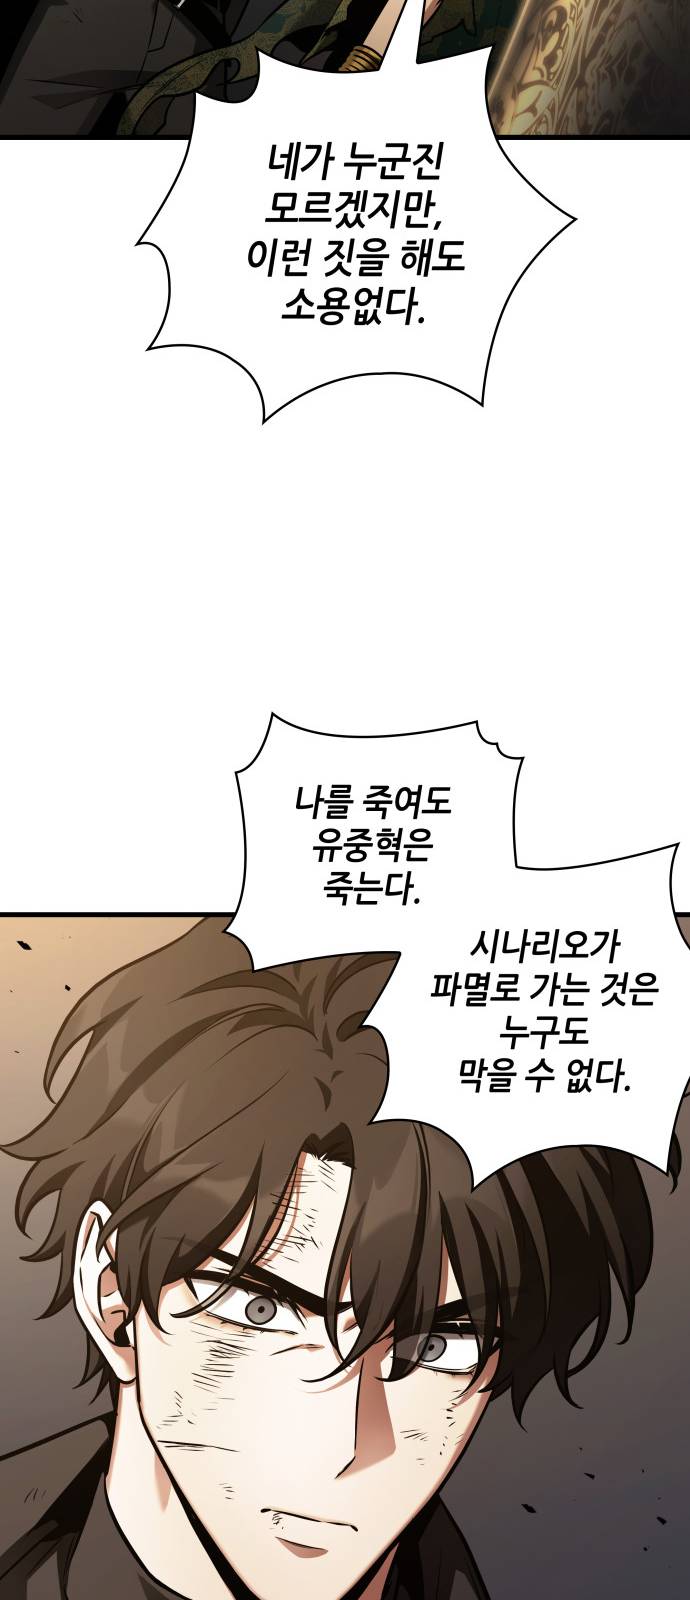 네가 누군진
모르겠지만,
이런 짓을 해도
소용없다.
나를 죽여도
유중혁은
죽는다.
시나리오가
파멸로 가는 것은
누구도
막을 수 없다.